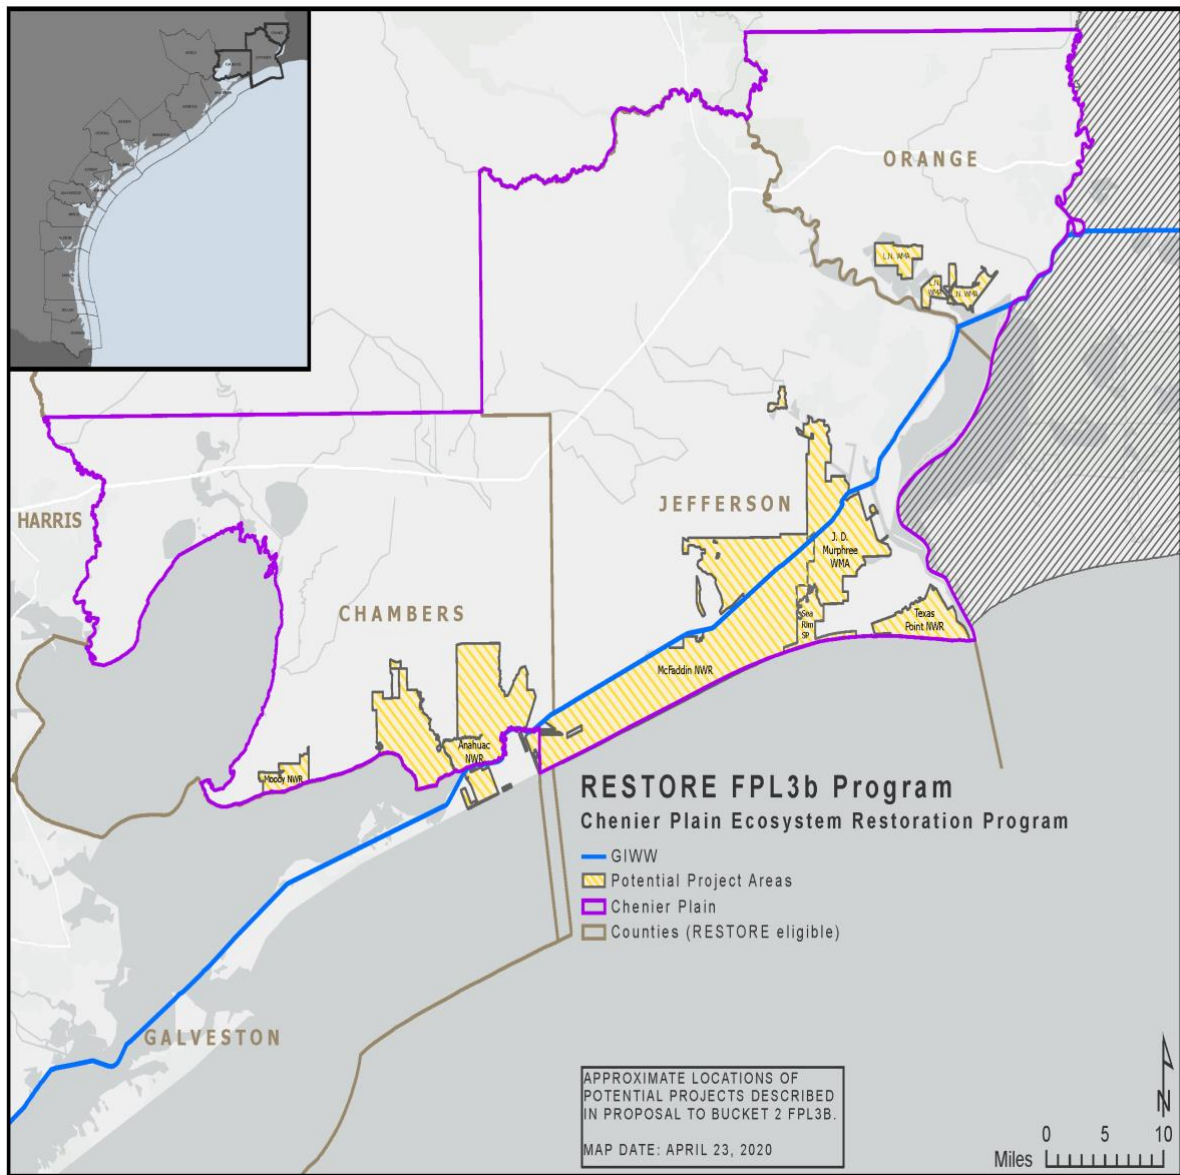 ORANGE
L.N. WMA
L.N.
WMA
L.N. WMA
JEFFERSON
HARRIS
J. D.
Murphree
WMA
CHAMBERS
Sea
Rim
SP
Texas
Point NWR
McFaddin NWR
Anahuac
NWR
Moody NWR
RESTORE FPL3b Program
Chenier Plain Ecosystem Restoration Program
GIWW
Potential Project Areas
Chenier Plain
Counties (RESTORE eligible)
GALVESTON
APPROXIMATE LOCATIONS OF
POTENTIAL PROJECTS DESCRIBED
IN PROPOSAL TO BUCKET 2 FPL3B.
MAP DATE: APRIL 23, 2020
N
0 5 10
Miles